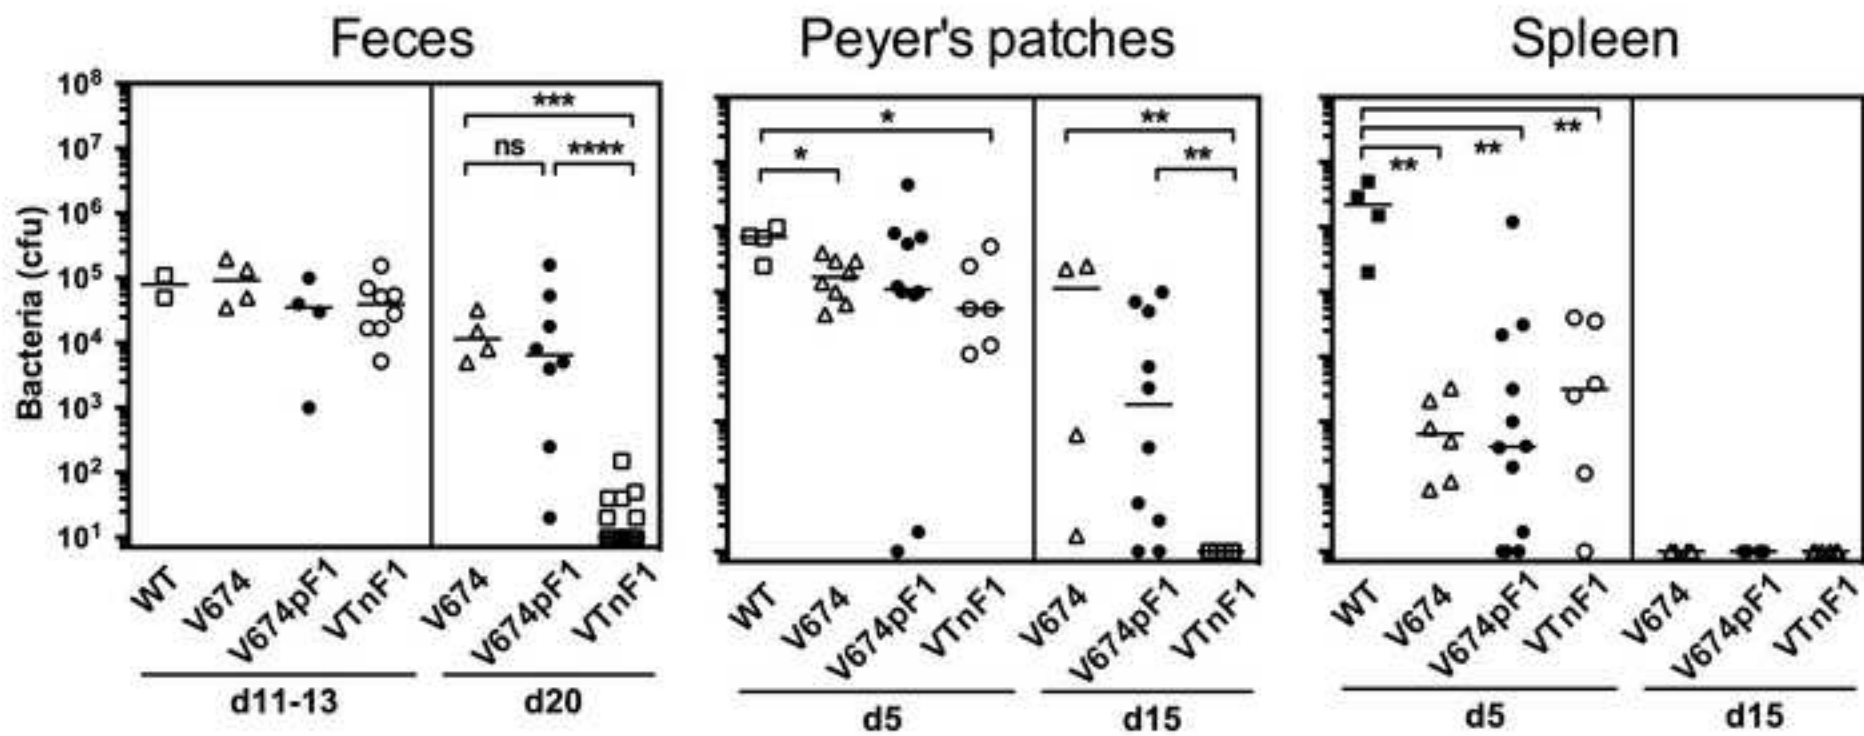 Feces Peyer's patches Spleen
Bacteria (cfu)
10⁸
10⁷
10⁶
10⁵
10⁴
10³
10²
10¹
***
ns ****
*
*
**
**
**
**
**
WT V674 V674pF1 VTnF1 V674 V674pF1 VTnF1
d11-13 d20
WT V674 V674pF1 VTnF1 V674 V674pF1 VTnF1
d5 d15
WT V674 V674pF1 VTnF1 V674 V674pF1 VTnF1
d5 d15